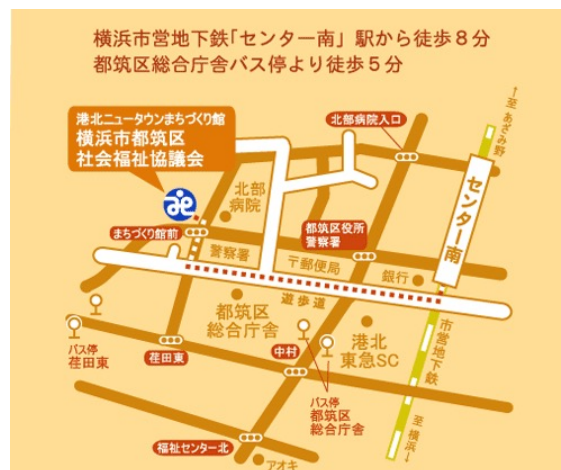 横浜市営地下鉄「センター南」駅から徒歩８分
都筑区総合庁舎バス停より徒歩５分
港北ニュータウンまちづくり館
横浜市都筑区
社会福祉協議会
北部病院入口
↑至 あざみ野
センター南
北部
病院
まちづくり館前
都筑区役所
警察署
警察署
〒郵便局
銀行
遊歩道
都筑区
総合庁舎
港北
東急SC
市営地下鉄
バス停
荏田東
荏田東
中村
バス停
都筑区
総合庁舎
至 横浜↓
福祉センター北
アオキ